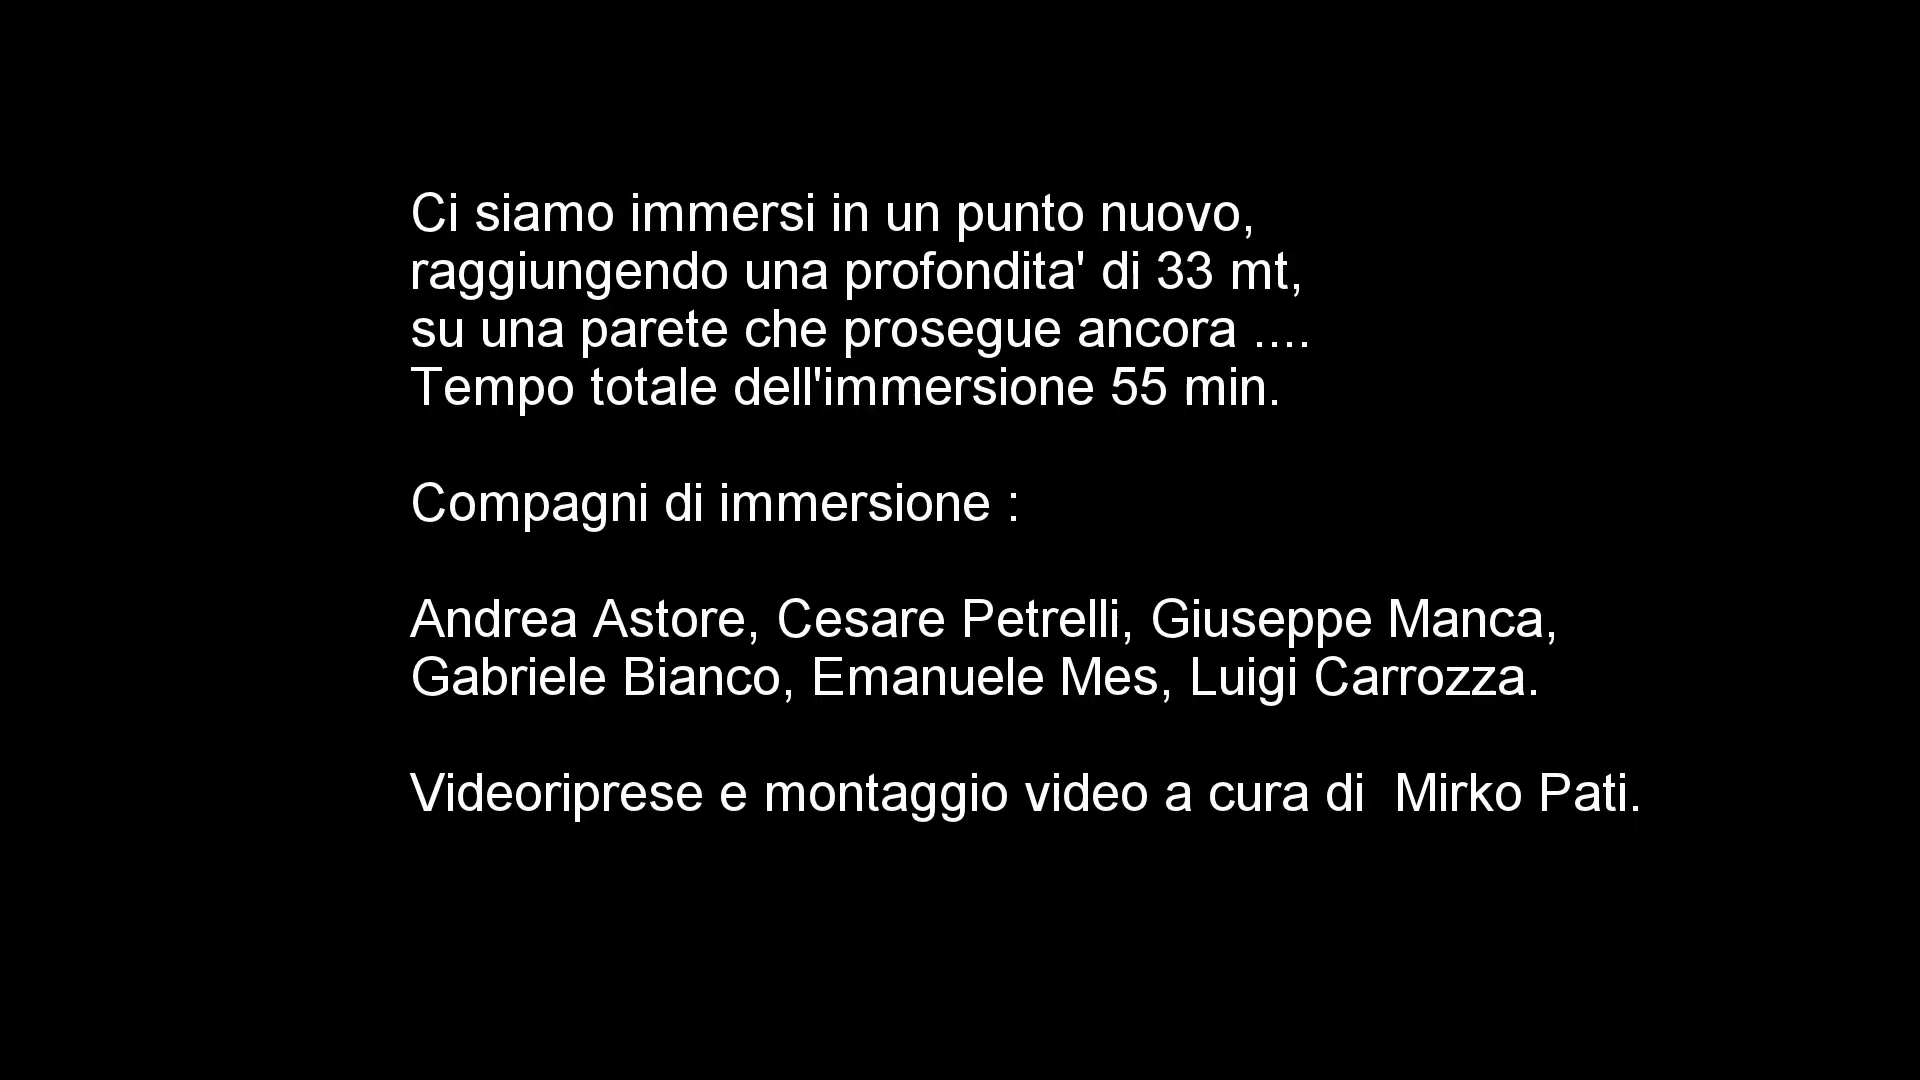 Ci siamo immersi in un punto nuovo,
raggiungendo una profondita' di 33 mt,
su una parete che prosegue ancora ....
Tempo totale dell'immersione 55 min.
Compagni di immersione :
Andrea Astore, Cesare Petrelli, Giuseppe Manca,
Gabriele Bianco, Emanuele Mes, Luigi Carrozza.
Videoriprese e montaggio video a cura di  Mirko Pati.